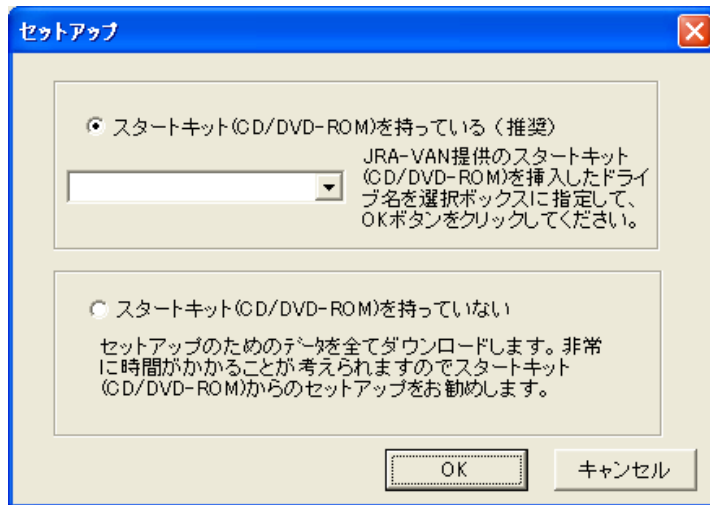 セットアップ
スタートキット(CD/DVD-ROM)を持っている(推奨)
JRA-VAN提供のスタートキット
(CD/DVD-ROM)を挿入したドライ
ブ名を選択ボックスに指定して、
OKボタンをクリックしてください。
スタートキット(CD/DVD-ROM)を持っていない
セットアップのためのデータを全てダウンロードします。非常
に時間がかかることが考えられますのでスタートキット
(CD/DVD-ROM)からのセットアップをお勧めします。
OK
キャンセル